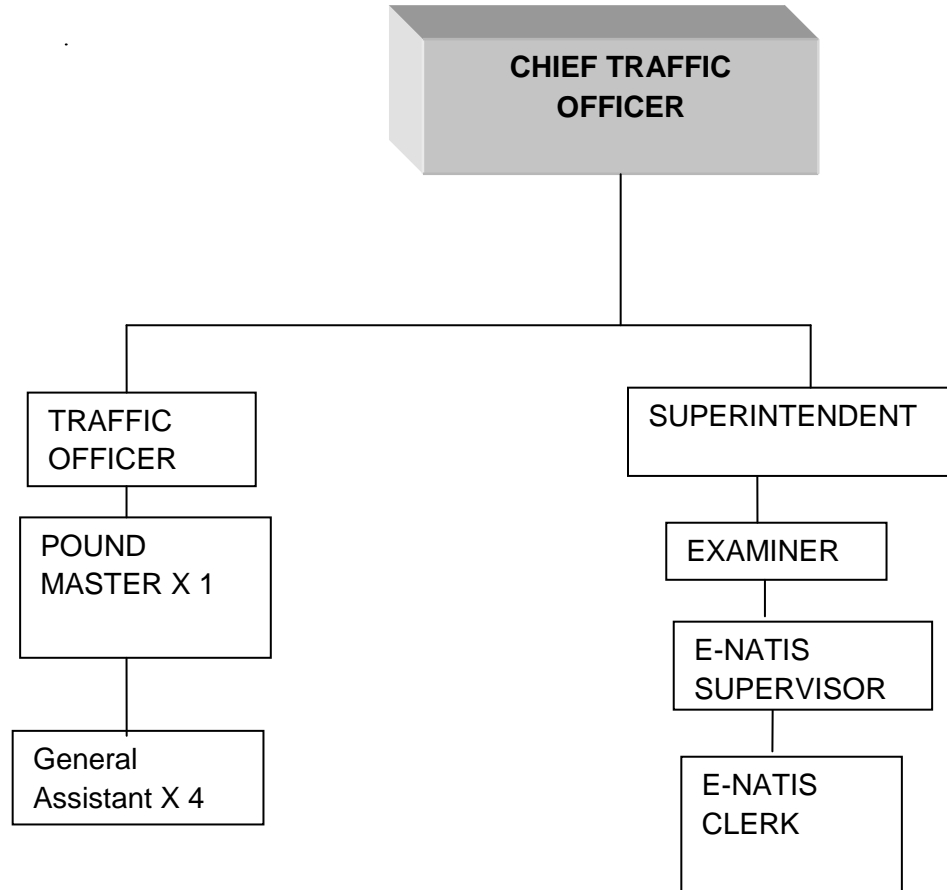 CHIEF TRAFFIC
OFFICER
TRAFFIC
OFFICER
POUND
MASTER X 1
General
Assistant X 4
SUPERINTENDENT
EXAMINER
E-NATIS
SUPERVISOR
E-NATIS
CLERK